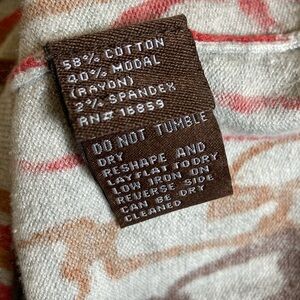 58% COTTON
40% MODAL
(RAYON)
2% SPANDEX
RN# 15859
DO NOT TUMBLE
DRY
RESHAPE AND
LAY FLAT TO DRY
LOW IRON ON
REVERSE SIDE
CAN BE DRY
CLEANED